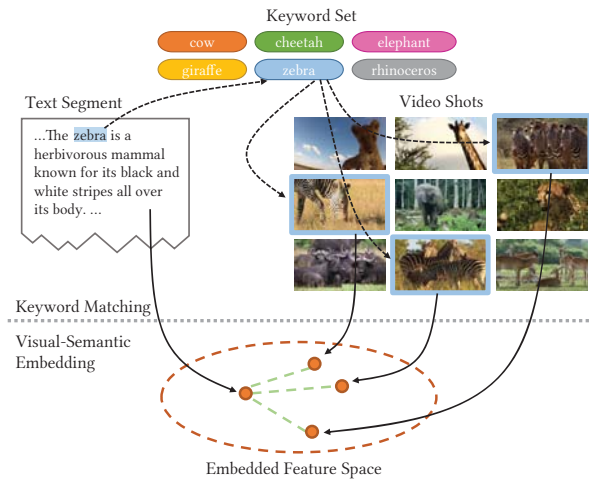 Keyword Set
cow cheetah elephant
giraffe zebra rhinoceros
Text Segment
Video Shots
...The zebra is a
herbivorous mammal
known for its black and
white stripes all over
its body. ...
Keyword Matching
Visual-Semantic
Embedding
Embedded Feature Space